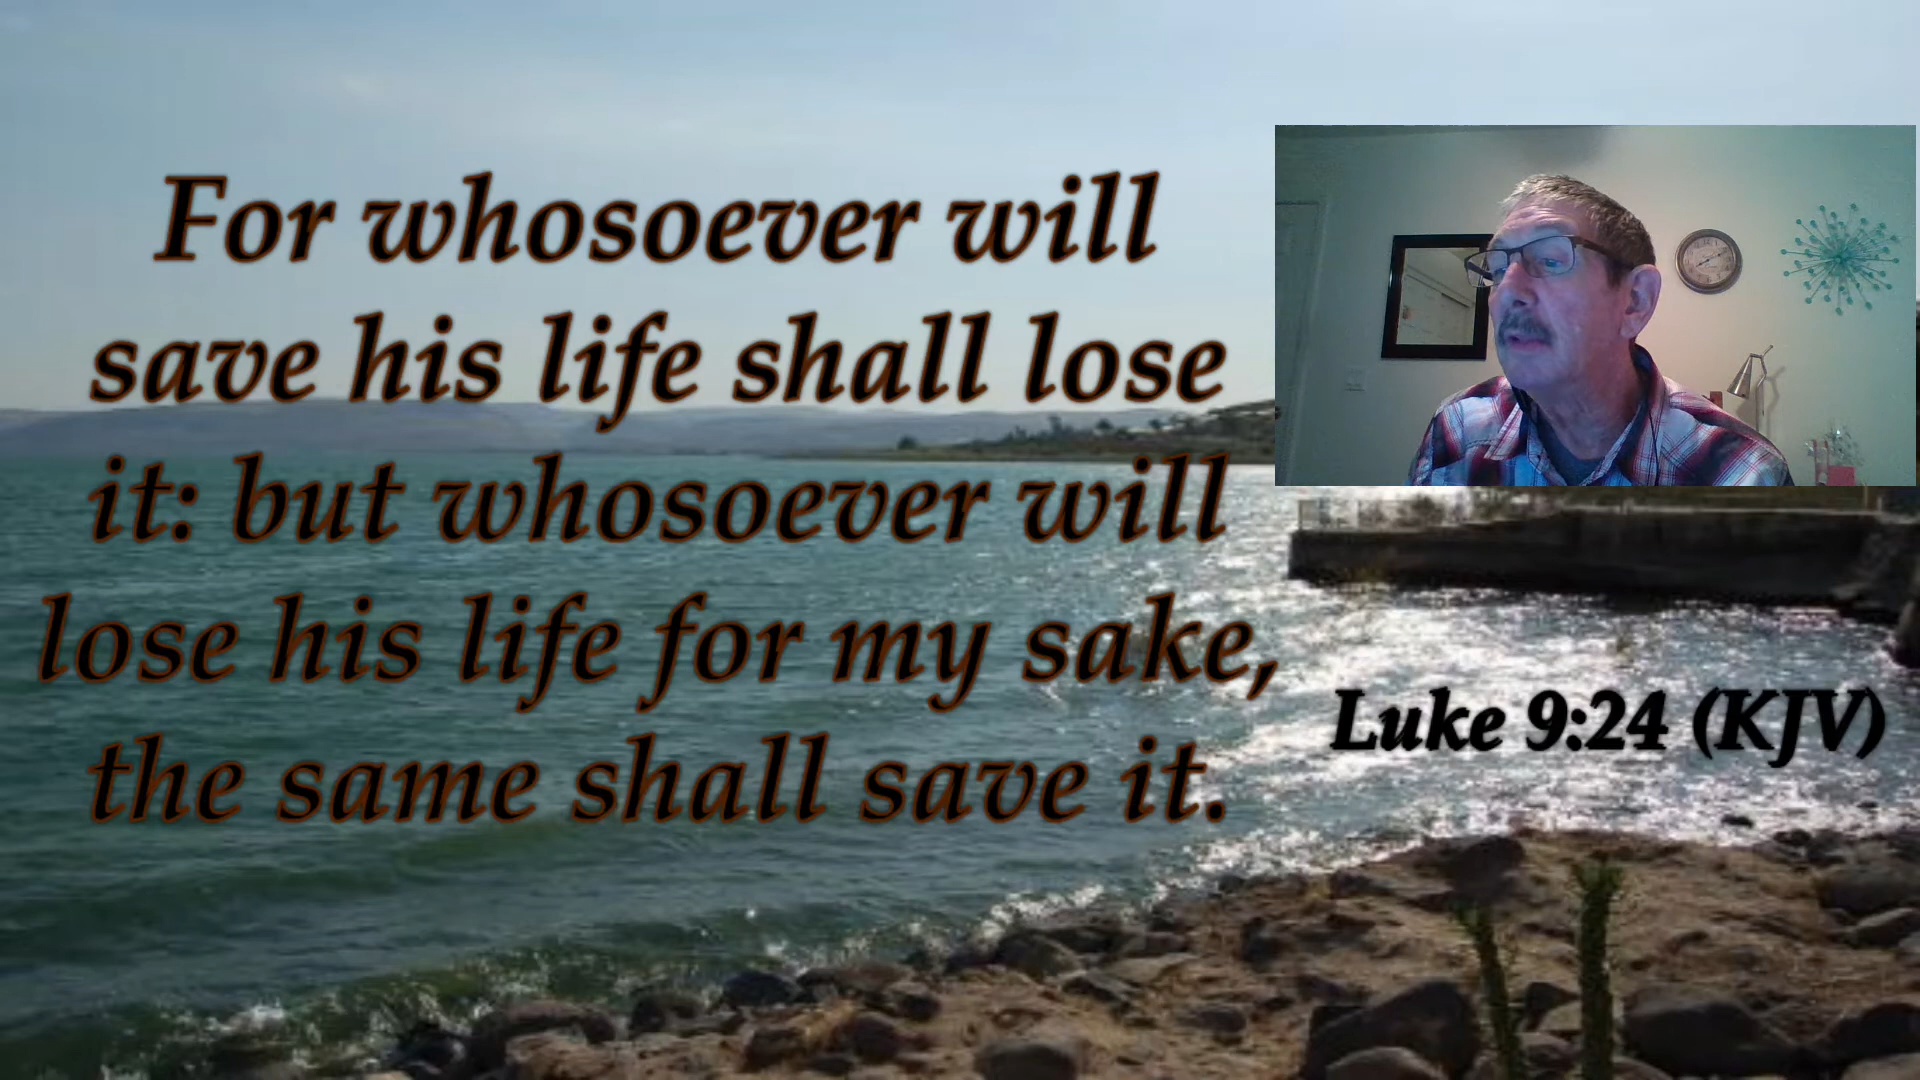 For whosoever will
save his life shall lose
it: but whosoever will
lose his life for my sake,
the same shall save it.
Luke 9:24 (KJV)